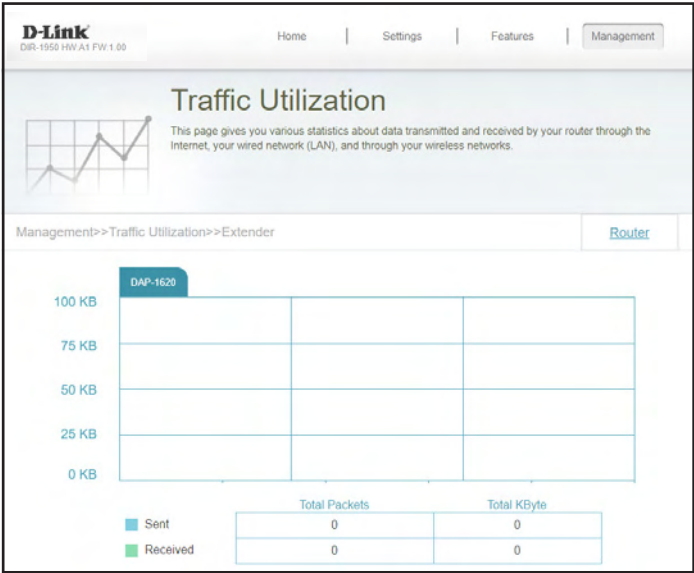 D-Link
DIR-1950 HW:A1 FW:1.00
Home | Settings | Features | Management
Traffic Utilization
This page gives you various statistics about data transmitted and received by your router through the
Internet, your wired network (LAN), and through your wireless networks.
Management>>Traffic Utilization>>Extender
Router
DAP-1620
100 KB
75 KB
50 KB
25 KB
0 KB
Total Packets Total KByte
Sent 0 0
Received 0 0